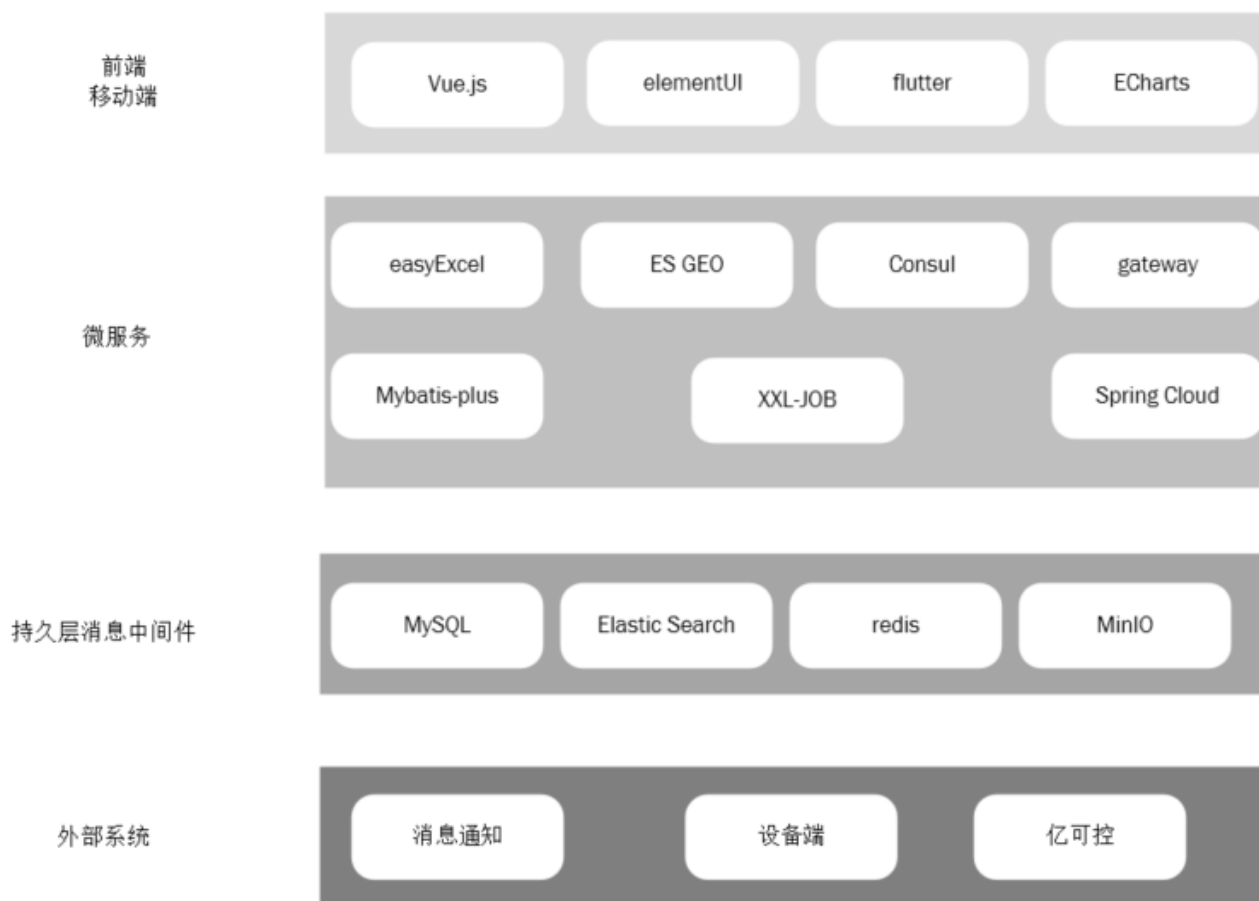 前端
移动端
Vue.js
elementUI
flutter
ECharts
微服务
easyExcel
ES GEO
Consul
gateway
Mybatis-plus
XXL-JOB
Spring Cloud
持久层消息中间件
MySQL
Elastic Search
redis
MinIO
外部系统
消息通知
设备端
亿可控